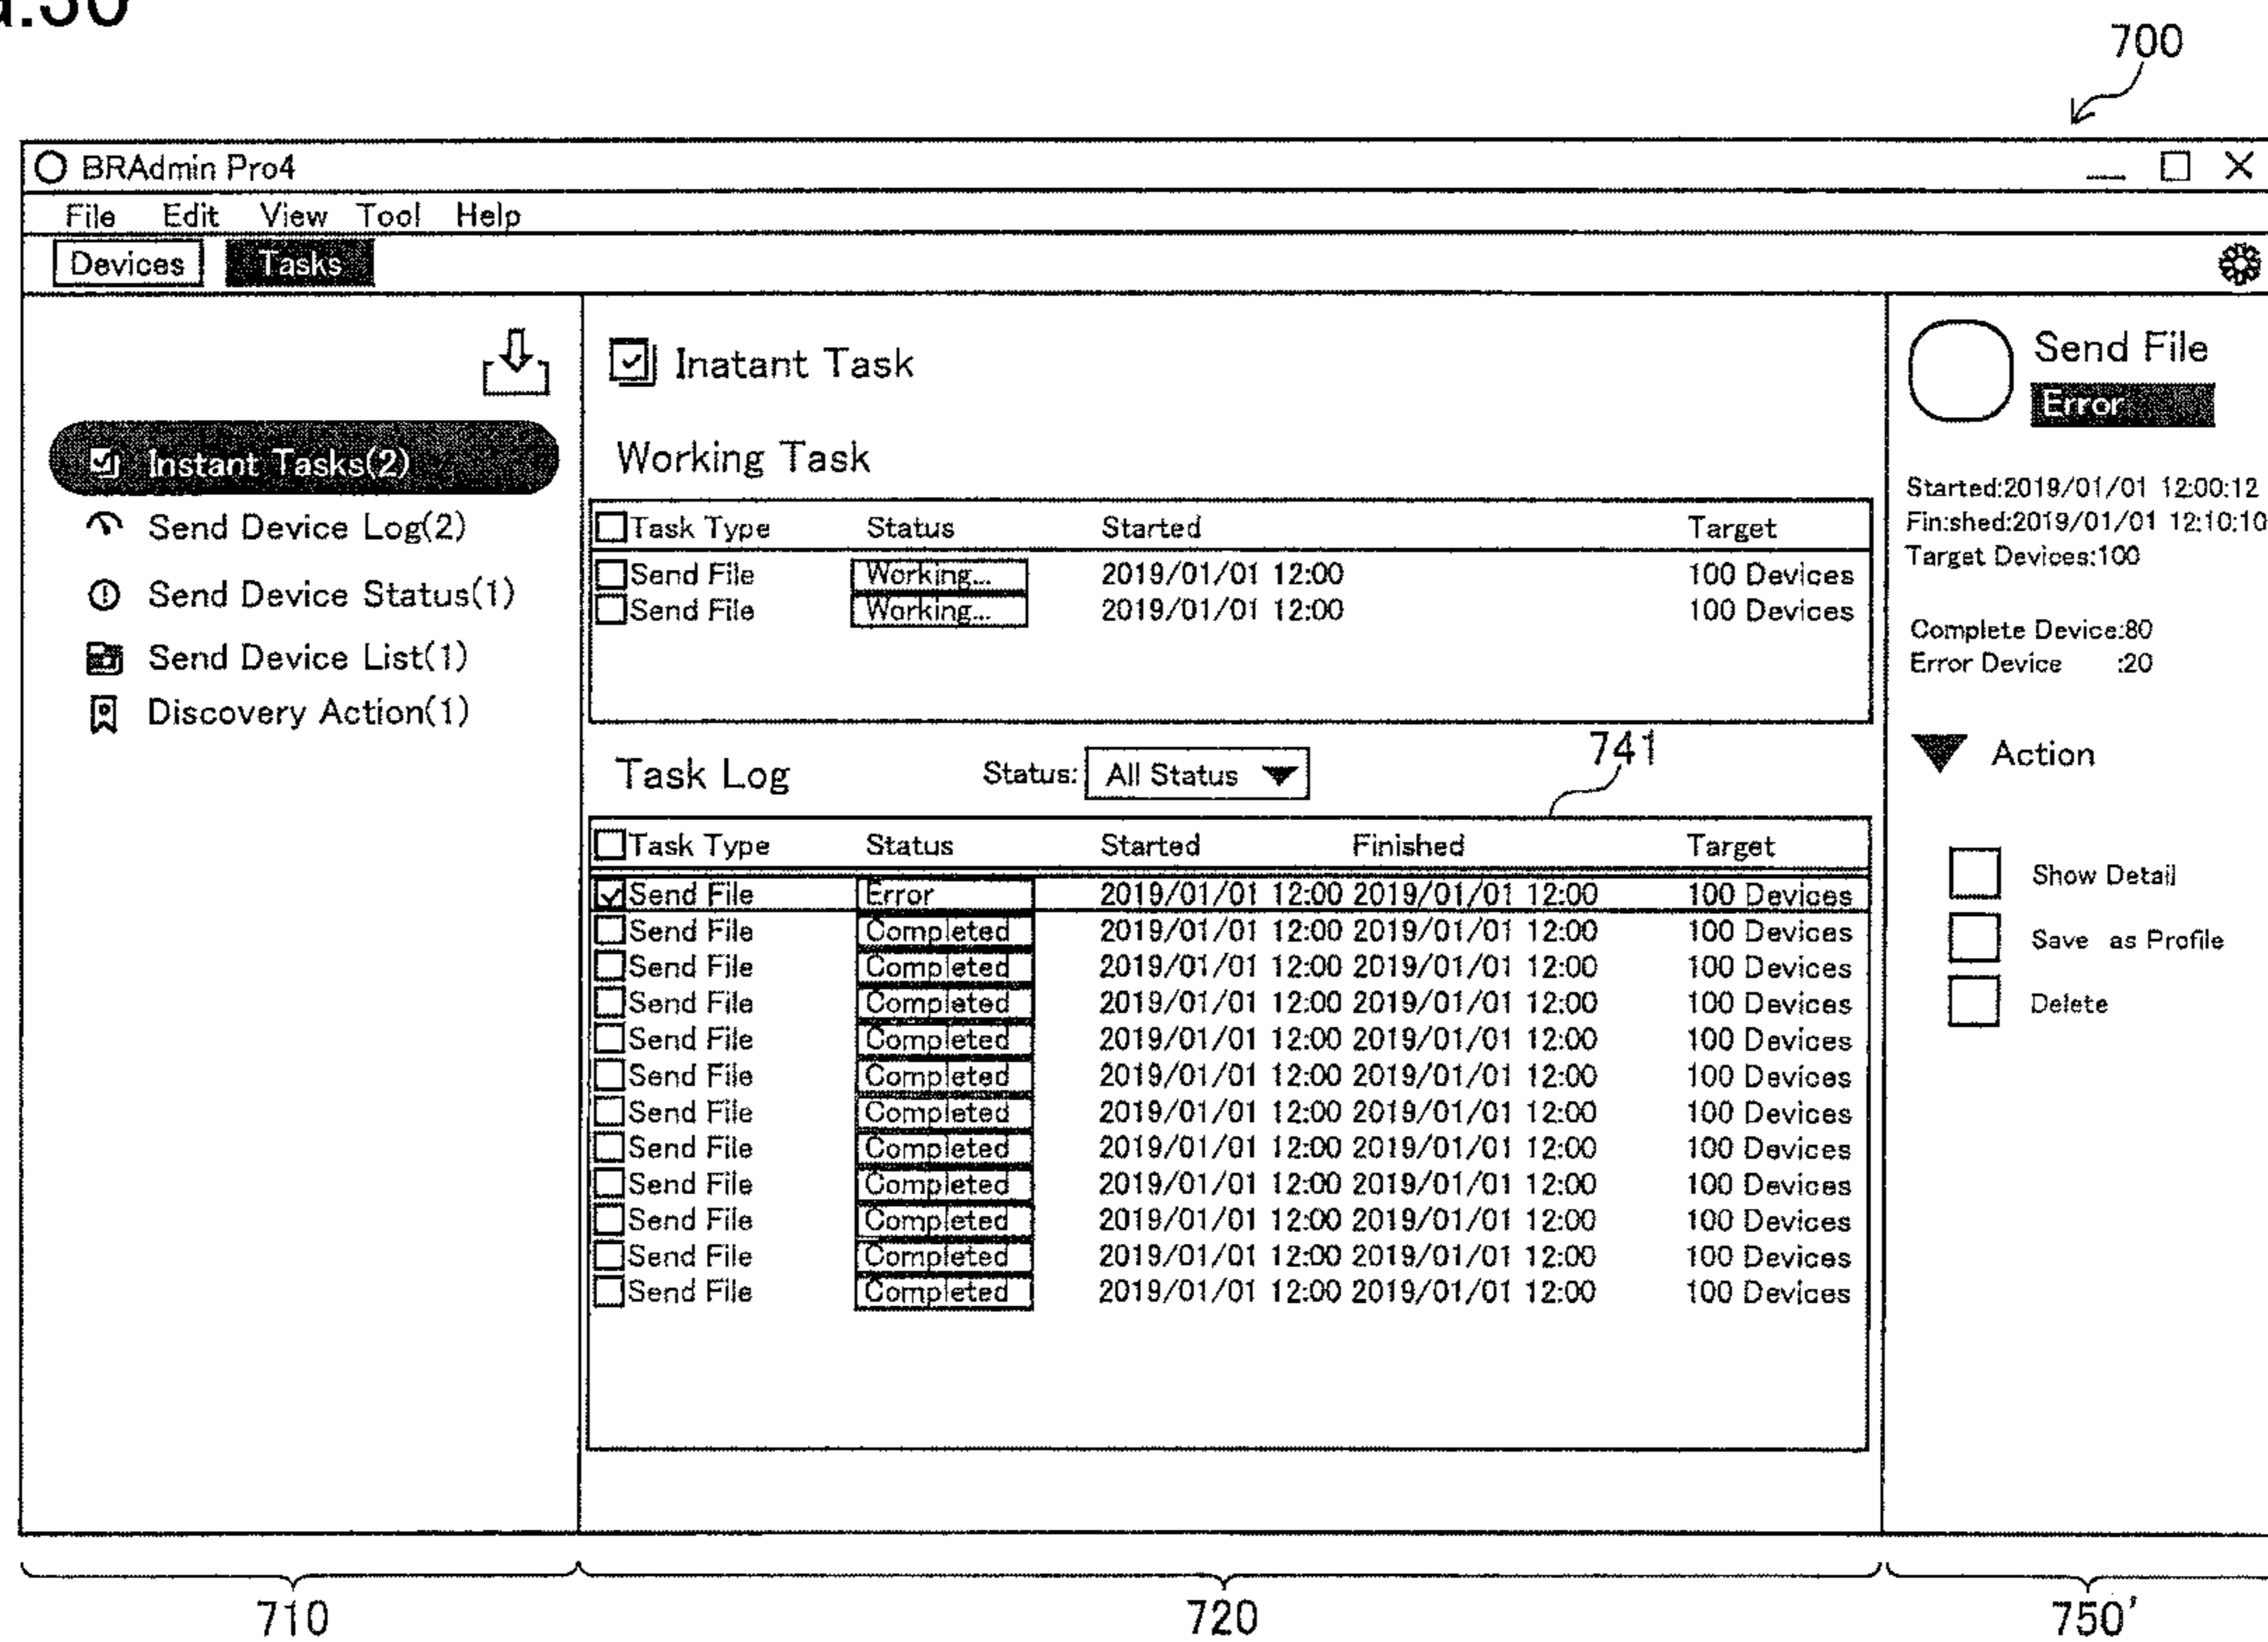 .30
700
BRAdmin Pro4
File Edit View Tool Help
Devices Tasks
Instant Tasks(2)
Send Device Log(2)
Send Device Status(1)
Send Device List(1)
Discovery Action(1)
Inatant Task
Working Task
Task Type Status Started Target
Send File Working... 2019/01/01 12:00 100 Devices
Send File Working... 2019/01/01 12:00 100 Devices
Task Log Status: All Status
741
Task Type Status Started Finished Target
Send File Error 2019/01/01 12:00 2019/01/01 12:00 100 Devices
Send File Completed 2019/01/01 12:00 2019/01/01 12:00 100 Devices
Send File Completed 2019/01/01 12:00 2019/01/01 12:00 100 Devices
Send File Completed 2019/01/01 12:00 2019/01/01 12:00 100 Devices
Send File Completed 2019/01/01 12:00 2019/01/01 12:00 100 Devices
Send File Completed 2019/01/01 12:00 2019/01/01 12:00 100 Devices
Send File Completed 2019/01/01 12:00 2019/01/01 12:00 100 Devices
Send File Completed 2019/01/01 12:00 2019/01/01 12:00 100 Devices
Send File Completed 2019/01/01 12:00 2019/01/01 12:00 100 Devices
Send File Completed 2019/01/01 12:00 2019/01/01 12:00 100 Devices
Send File Completed 2019/01/01 12:00 2019/01/01 12:00 100 Devices
Send File Completed 2019/01/01 12:00 2019/01/01 12:00 100 Devices
Send File
Error
Started:2019/01/01 12:00:12
Finished:2019/01/01 12:10:10
Target Devices:100
Complete Device:80
Error Device :20
Action
Show Detail
Save as Profile
Delete
710
720
750'